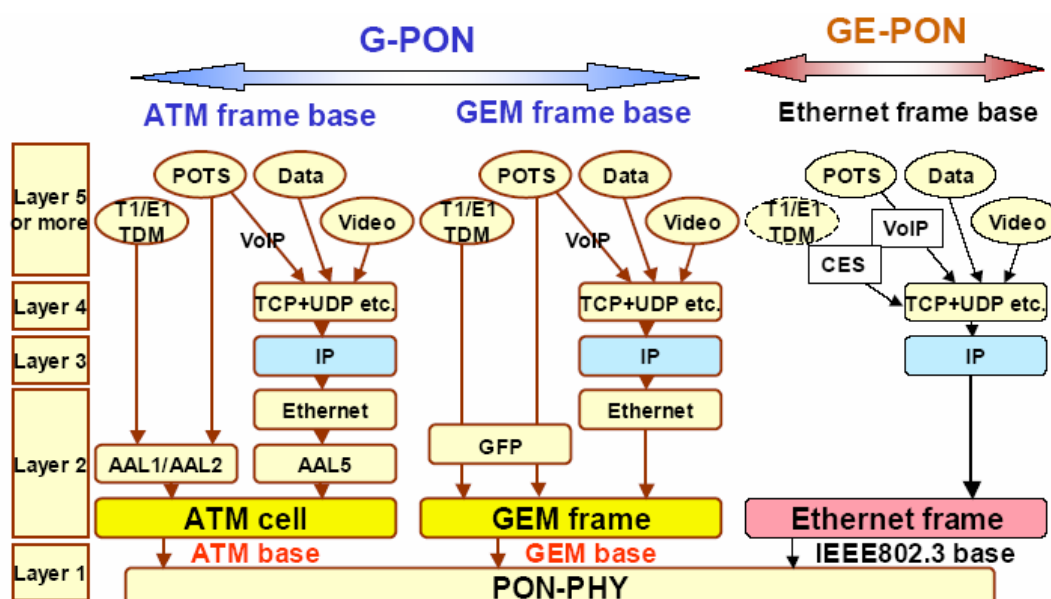 G-PON
GE-PON
ATM frame base
GEM frame base
Ethernet frame base
Layer 5
or more
POTS
Data
T1/E1
TDM
Video
VoIP
POTS
Data
T1/E1
TDM
Video
VoIP
POTS
Data
T1/E1
TDM
VoIP
Video
CES
Layer 4
TCP+UDP etc.
TCP+UDP etc.
TCP+UDP etc.
Layer 3
IP
IP
IP
Layer 2
Ethernet
Ethernet
AAL1/AAL2
AAL5
GFP
ATM cell
GEM frame
Ethernet frame
ATM base
GEM base
IEEE802.3 base
Layer 1
PON-PHY